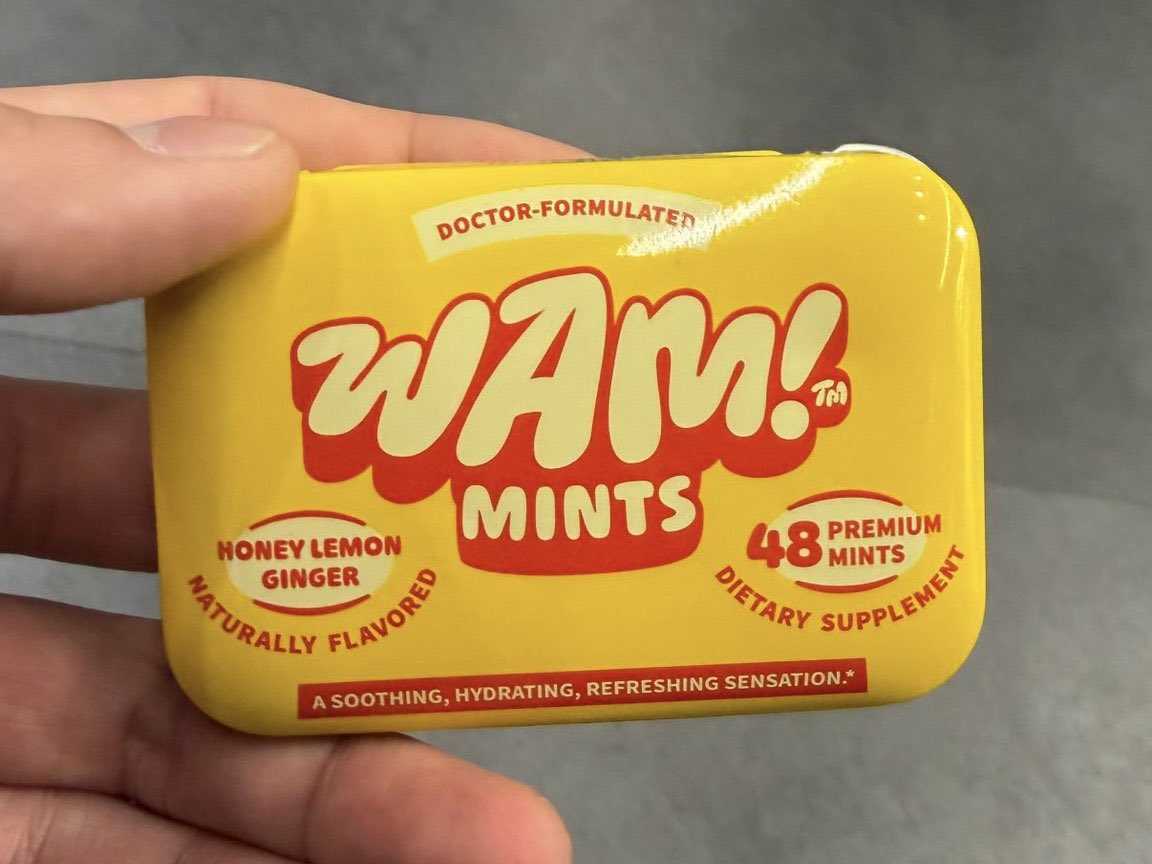 DOCTOR-FORMULATED
WAM!™
MINTS
HONEY LEMON
GINGER
NATURALLY FLAVORED
48 PREMIUM
MINTS
DIETARY SUPPLEMENT
A SOOTHING, HYDRATING, REFRESHING SENSATION.*